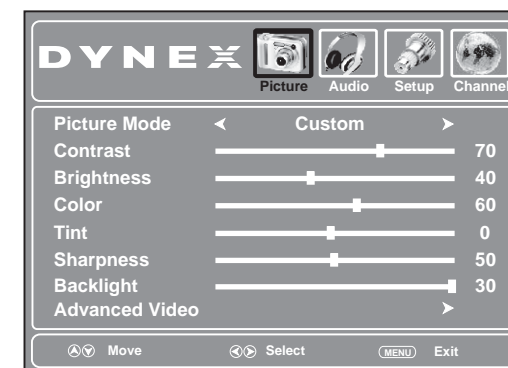 DYNEX
Picture Audio Setup Channel
Picture Mode Custom
Contrast 70
Brightness 40
Color 60
Tint 0
Sharpness 50
Backlight 30
Advanced Video
Move Select MENU Exit